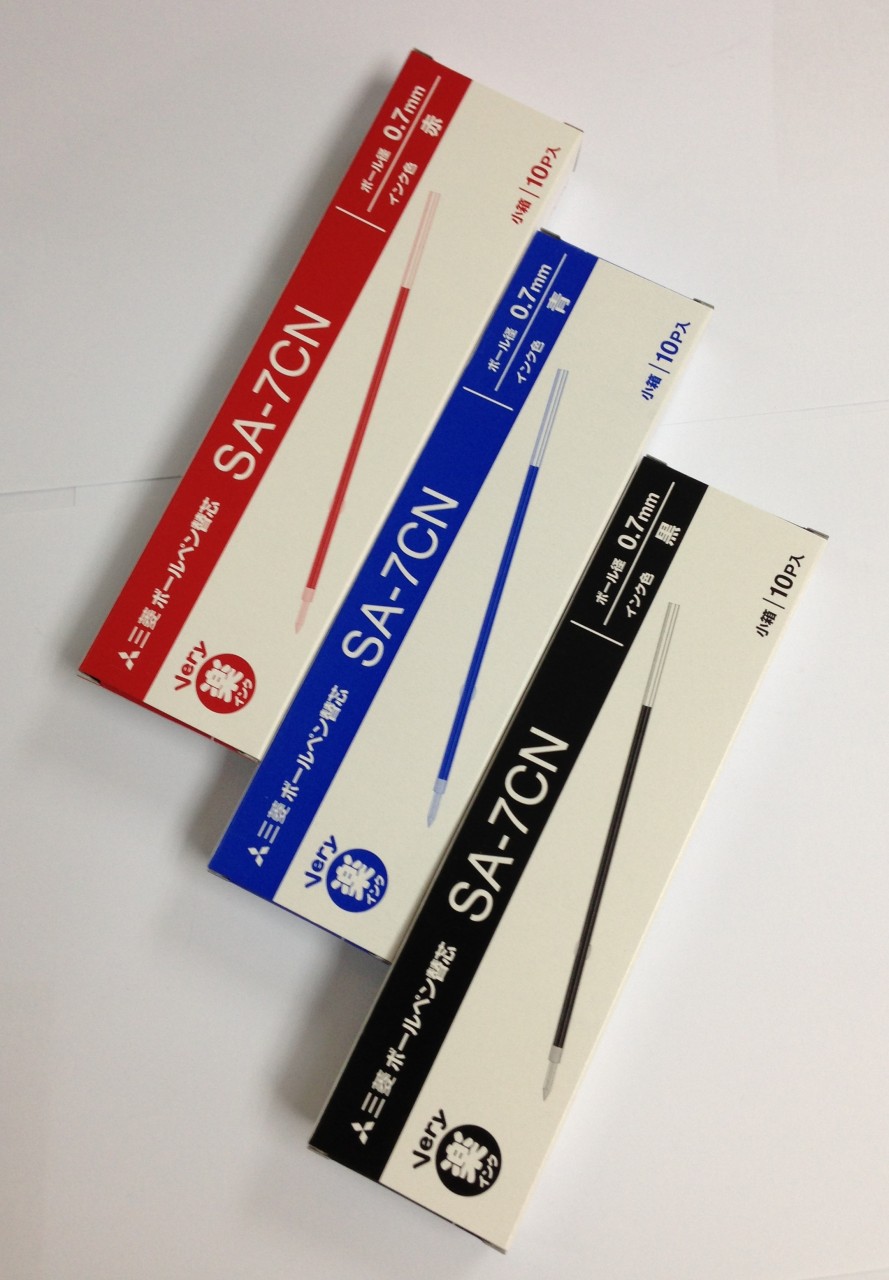 三菱 ボールペン替芯 SA-7CN
ボール径 0.7mm
インク色 赤
小箱 10P入
Very
楽
インク
三菱 ボールペン替芯 SA-7CN
ボール径 0.7mm
インク色 青
小箱 10P入
Very
楽
インク
三菱 ボールペン替芯 SA-7CN
ボール径 0.7mm
インク色 黒
小箱 10P入
Very
楽
インク